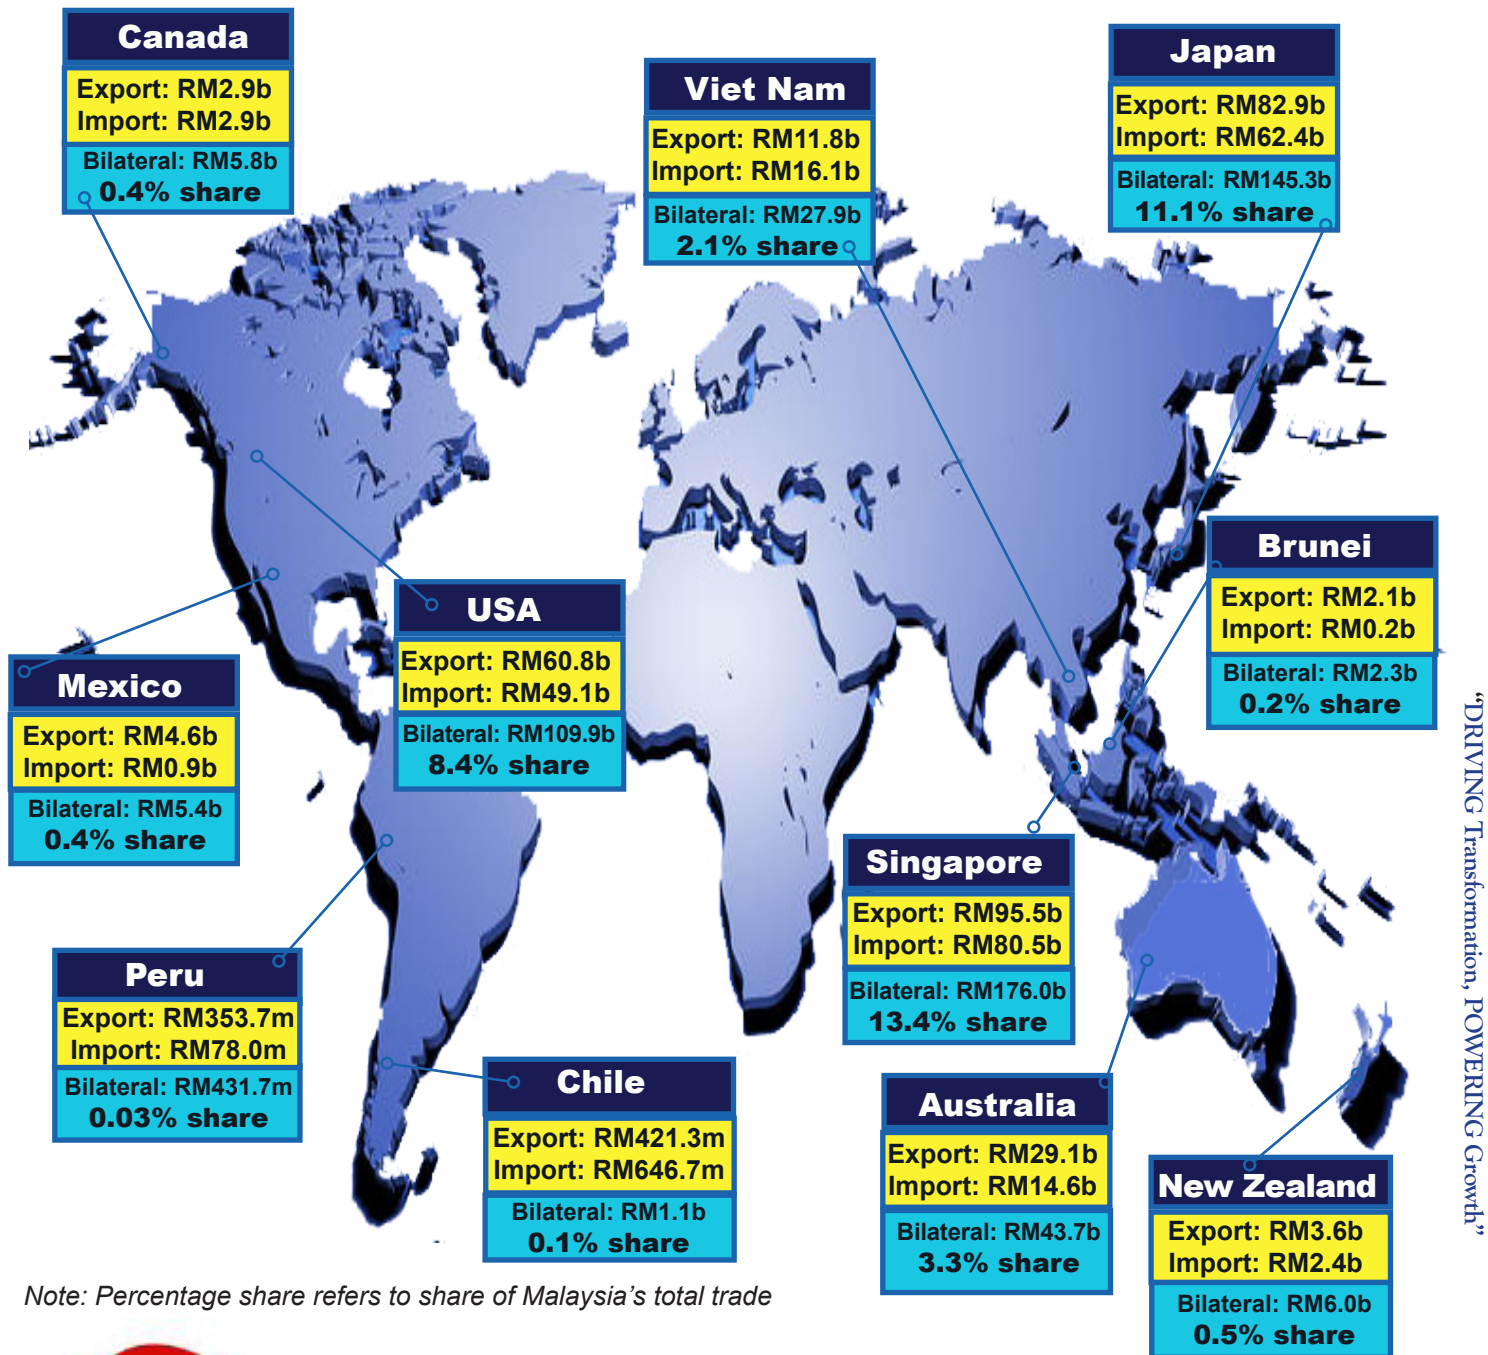 Canada
Export: RM2.9b
Import: RM2.9b
Bilateral: RM5.8b
0.4% share
Viet Nam
Export: RM11.8b
Import: RM16.1b
Bilateral: RM27.9b
2.1% share
Japan
Export: RM82.9b
Import: RM62.4b
Bilateral: RM145.3b
11.1% share
Brunei
Export: RM2.1b
Import: RM0.2b
Bilateral: RM2.3b
0.2% share
USA
Export: RM60.8b
Import: RM49.1b
Bilateral: RM109.9b
8.4% share
Mexico
Export: RM4.6b
Import: RM0.9b
Bilateral: RM5.4b
0.4% share
Singapore
Export: RM95.5b
Import: RM80.5b
Bilateral: RM176.0b
13.4% share
Peru
Export: RM353.7m
Import: RM78.0m
Bilateral: RM431.7m
0.03% share
Chile
Export: RM421.3m
Import: RM646.7m
Bilateral: RM1.1b
0.1% share
Australia
Export: RM29.1b
Import: RM14.6b
Bilateral: RM43.7b
3.3% share
New Zealand
Export: RM3.6b
Import: RM2.4b
Bilateral: RM6.0b
0.5% share
“DRIVING Transformation, POWERING Growth”
Note: Percentage share refers to share of Malaysia’s total trade